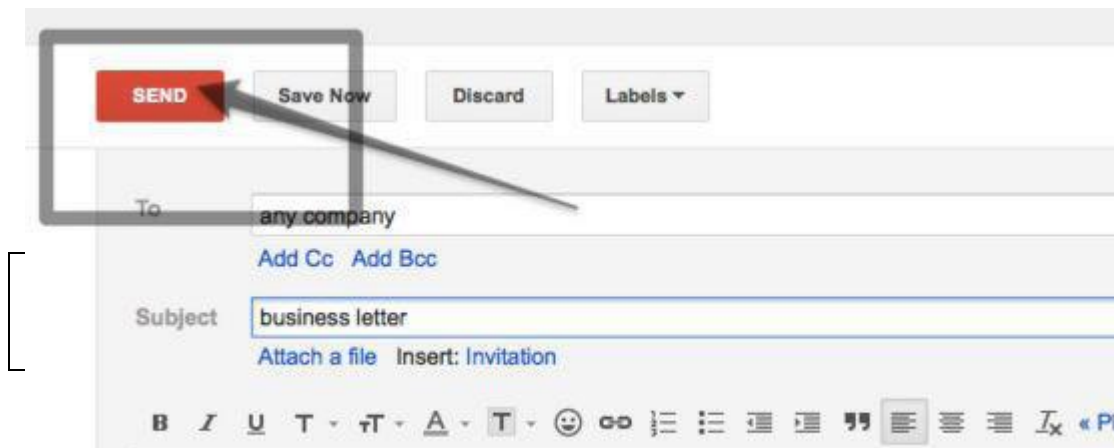 SEND Save Now Discard Labels
To any company
Add Cc Add Bcc
Subject business letter
Attach a file Insert: Invitation
B I U T T A T T « Pl